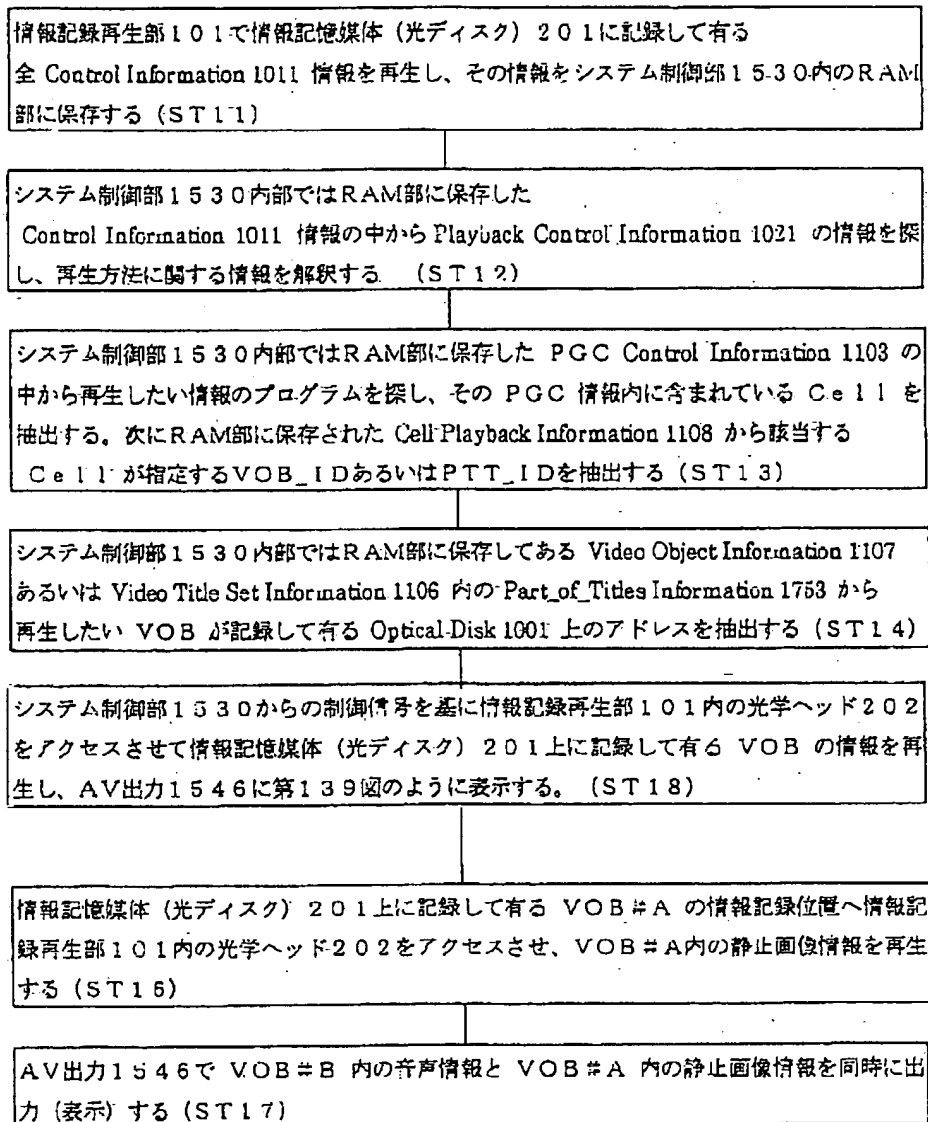 情報記録再生部101で情報記憶媒体(光ディスク)201に記録して有る
全 Control Information 1011 情報を再生し、その情報をシステム制御部1530内のRAM
部に保存する(ST11)
システム制御部1530内部ではRAM部に保存した
Control Information 1011 情報の中から Playback Control Information 1021 の情報を探
し、再生方法に関する情報を解釈する (ST12)
システム制御部1530内部ではRAM部に保存した PGC Control Information 1103 の
中から再生したい情報のプログラムを探し、その PGC 情報内に含まれている Cell を
抽出する。次にRAM部に保存された Cell Playback Information 1108 から該当する
Cell が指定するVOB_IDあるいはPTT_IDを抽出する(ST13)
システム制御部1530内部ではRAM部に保存してある Video Object Information 1107
あるいは Video Title Set Information 1106 内の Part_of_Titles Information 1753 から
再生したい VOB が記録して有る Optical Disk 1001 上のアドレスを抽出する(ST14)
システム制御部1530からの制御信号を基に情報記録再生部101内の光学ヘッド202
をアクセスさせて情報記憶媒体(光ディスク)201上に記録して有る VOB の情報を再
生し、AV出力1546に第139図のように表示する。(ST18)
情報記憶媒体(光ディスク)201上に記録して有る VOB#A の情報記録位置へ情報記
録再生部101内の光学ヘッド202をアクセスさせ、VOB#A内の静止画像情報を再生
する(ST16)
AV出力1546で VOB#B 内の音声情報と VOB#A 内の静止画像情報を同時に出
力(表示)する(ST17)